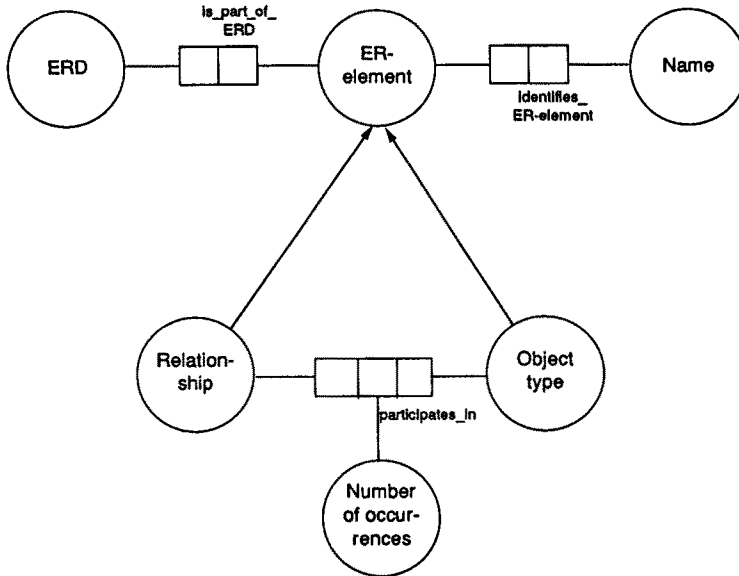 is_part_of_
ERD
ERD
ER-
element
Name
identifies_
ER-element
Relation-
ship
Object
type
participates_in
Number
of occur-
rences